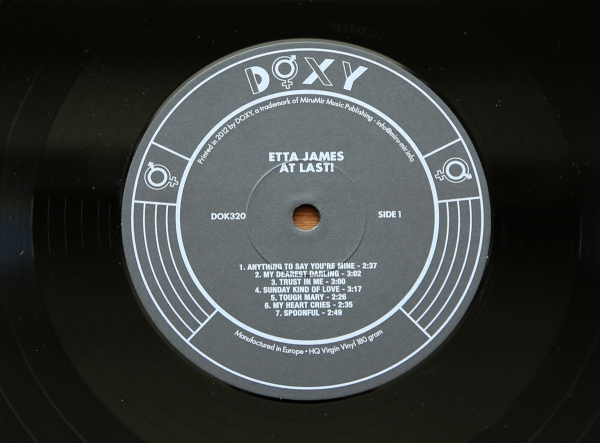 DOXY
Printed in 2012 by DOXY, a trademark of MiruMir Music Publishing - info@miru-mir.info
ETTA JAMES
AT LAST!
DOK320
SIDE 1
1. ANYTHING TO SAY YOU'RE MINE - 2:37
2. MY DEAREST DARLING - 3:02
3. TRUST IN ME - 3:00
4. SUNDAY KIND OF LOVE - 3:17
5. TOUGH MARY - 2:26
6. MY HEART CRIES - 2:35
7. SPOONFUL - 2:49
Manufactured in Europe • HQ Virgin Vinyl 180 gram